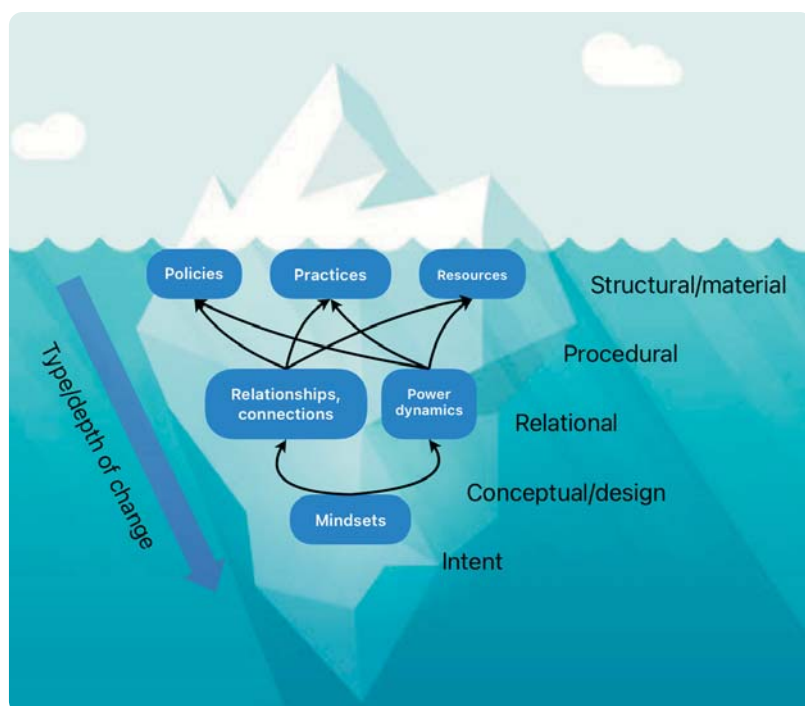 Policies
Practices
Resources
Structural/material
Procedural
Type/depth of change
Relationships,
connections
Power
dynamics
Relational
Conceptual/design
Mindsets
Intent